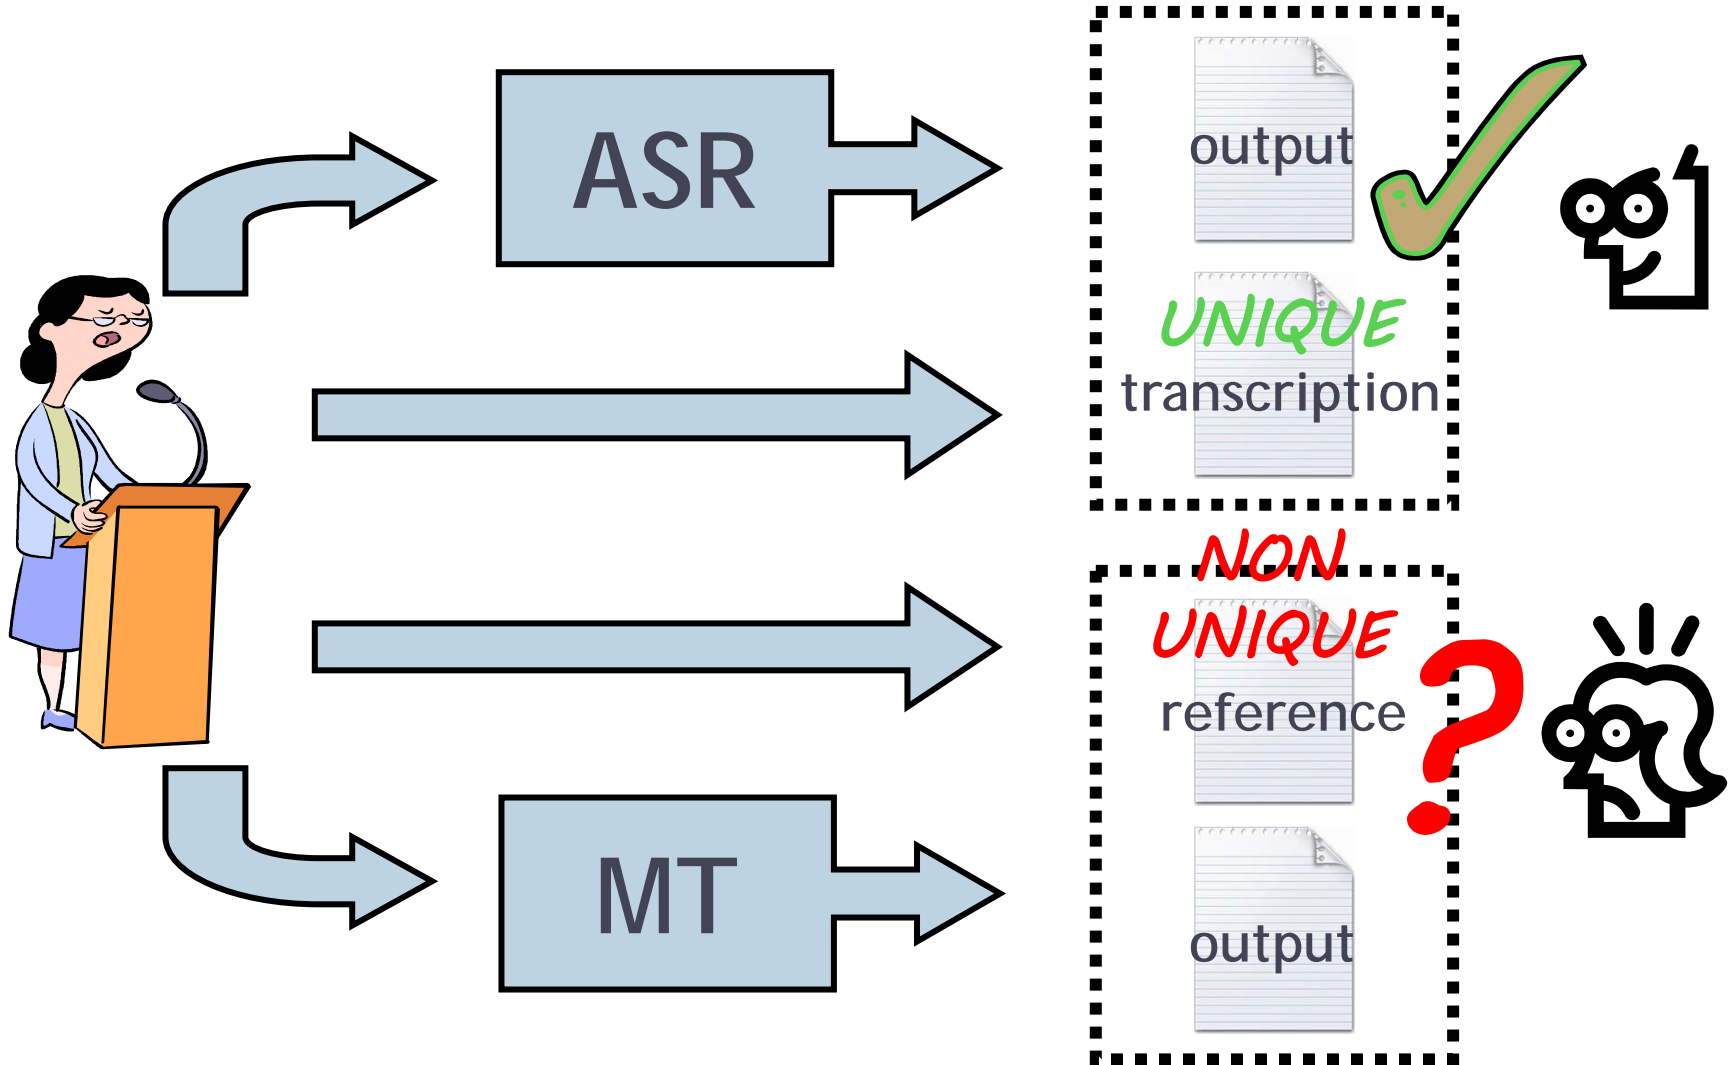 ASR
output
UNIQUE
transcription
NON
UNIQUE
reference
MT
output